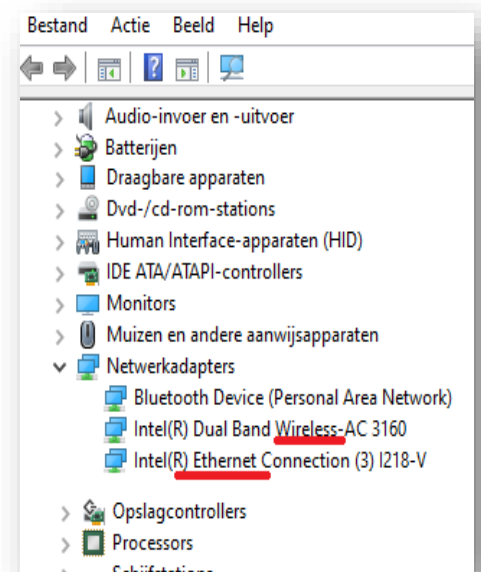 Bestand Actie Beeld Help
Audio-invoer en -uitvoer
Batterijen
Draagbare apparaten
Dvd-/cd-rom-stations
Human Interface-apparaten (HID)
IDE ATA/ATAPI-controllers
Monitors
Muizen en andere aanwijsapparaten
Netwerkadapters
Bluetooth Device (Personal Area Network)
Intel(R) Dual Band Wireless-AC 3160
Intel(R) Ethernet Connection (3) I218-V
Opslagcontrollers
Processors
Schijfstations